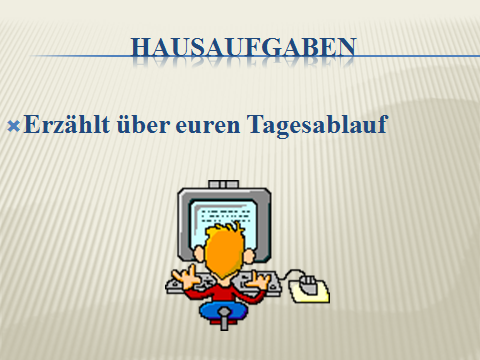 HAUSAUFGABEN
Erzählt über euren Tagesablauf